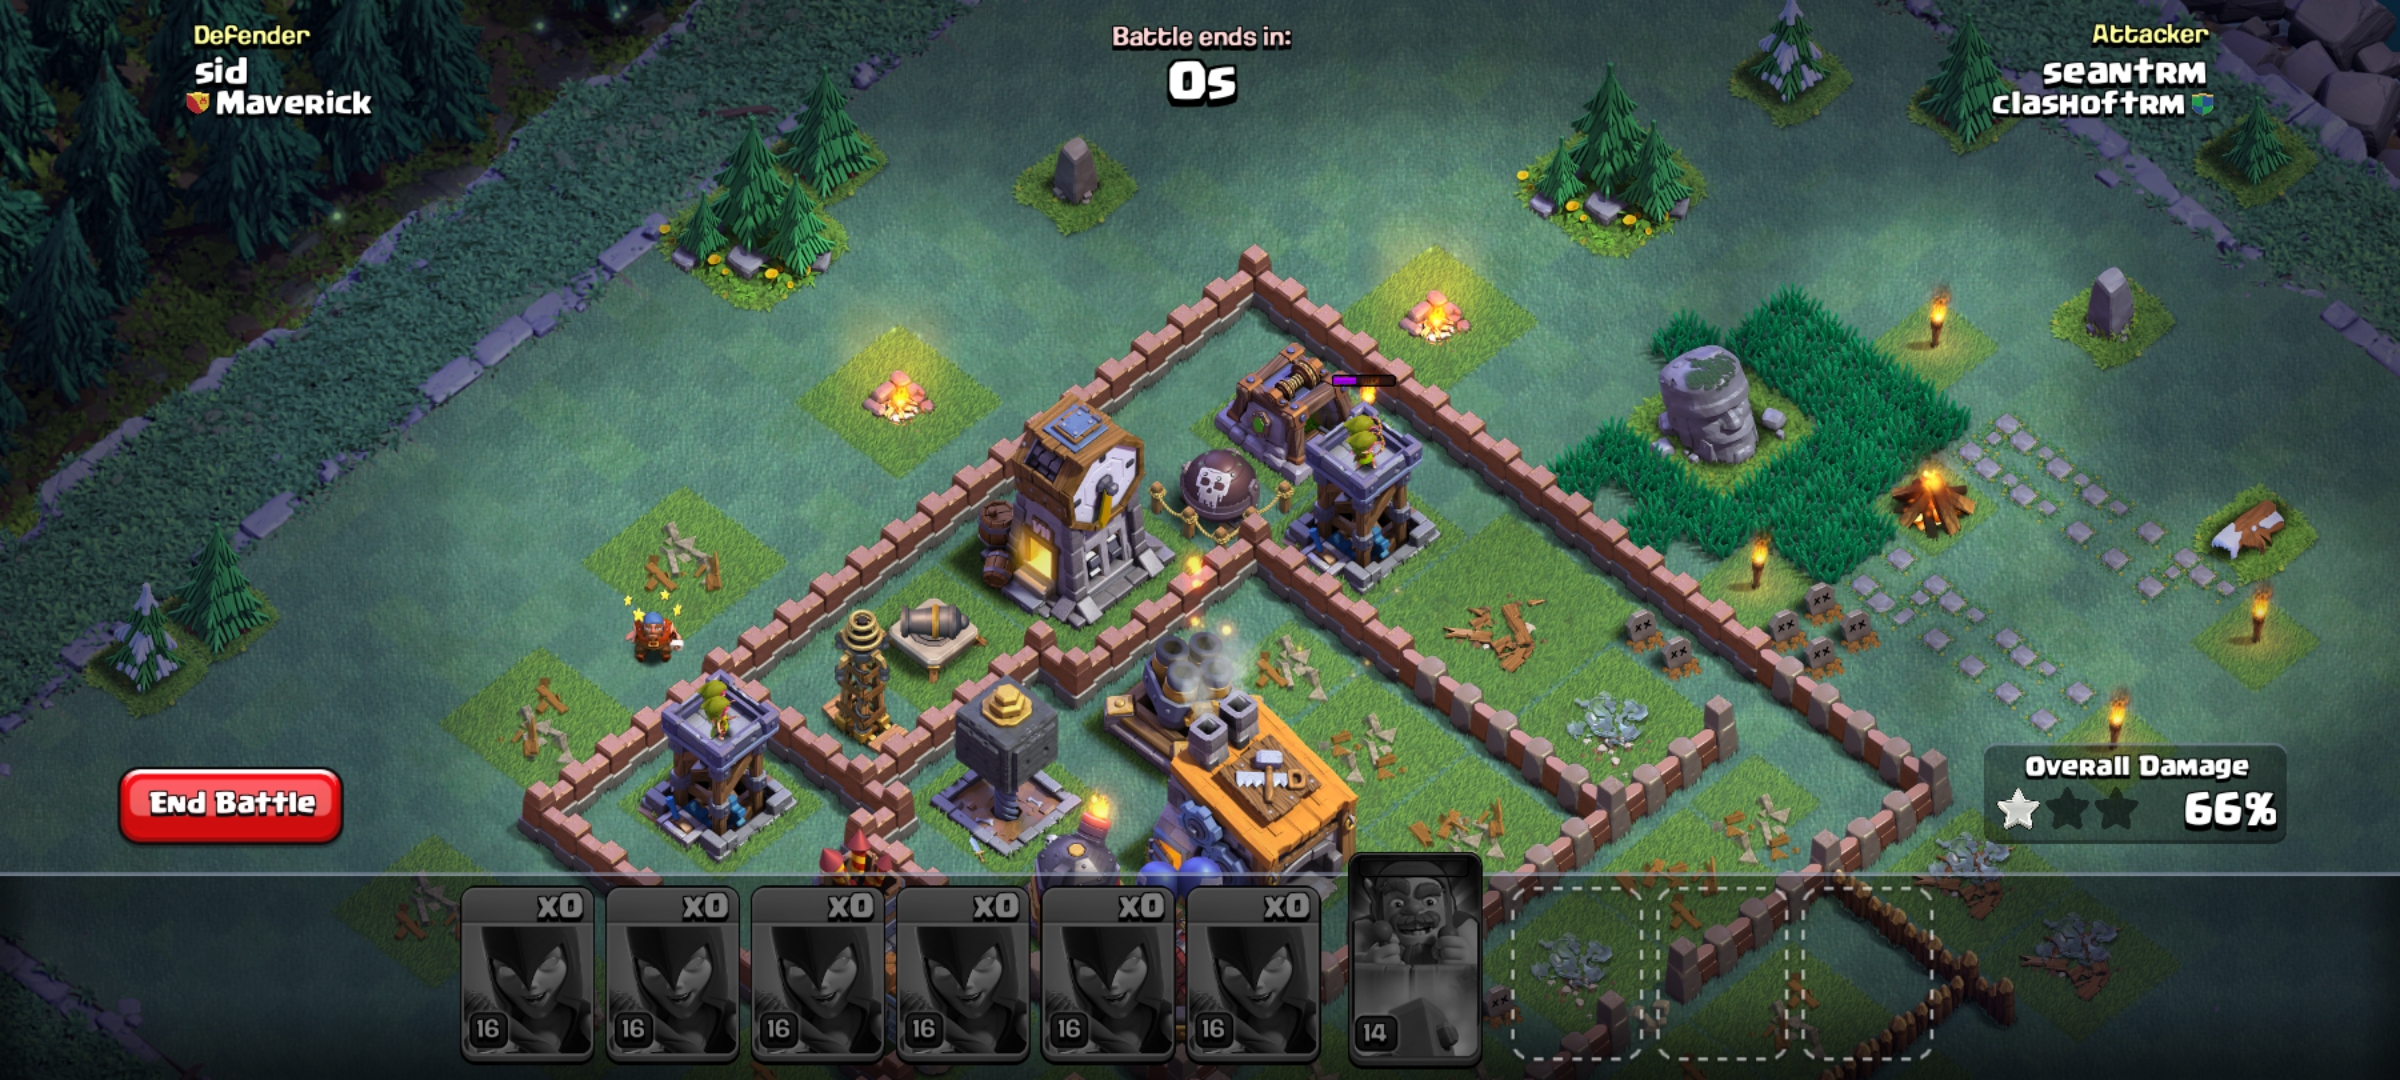 Defender
sid
Maverick
Battle ends in:
0s
Attacker
seantRM
clashoftRM
End Battle
Overall Damage
66%
x0
x0
x0
x0
x0
x0
16
16
16
16
16
16
14